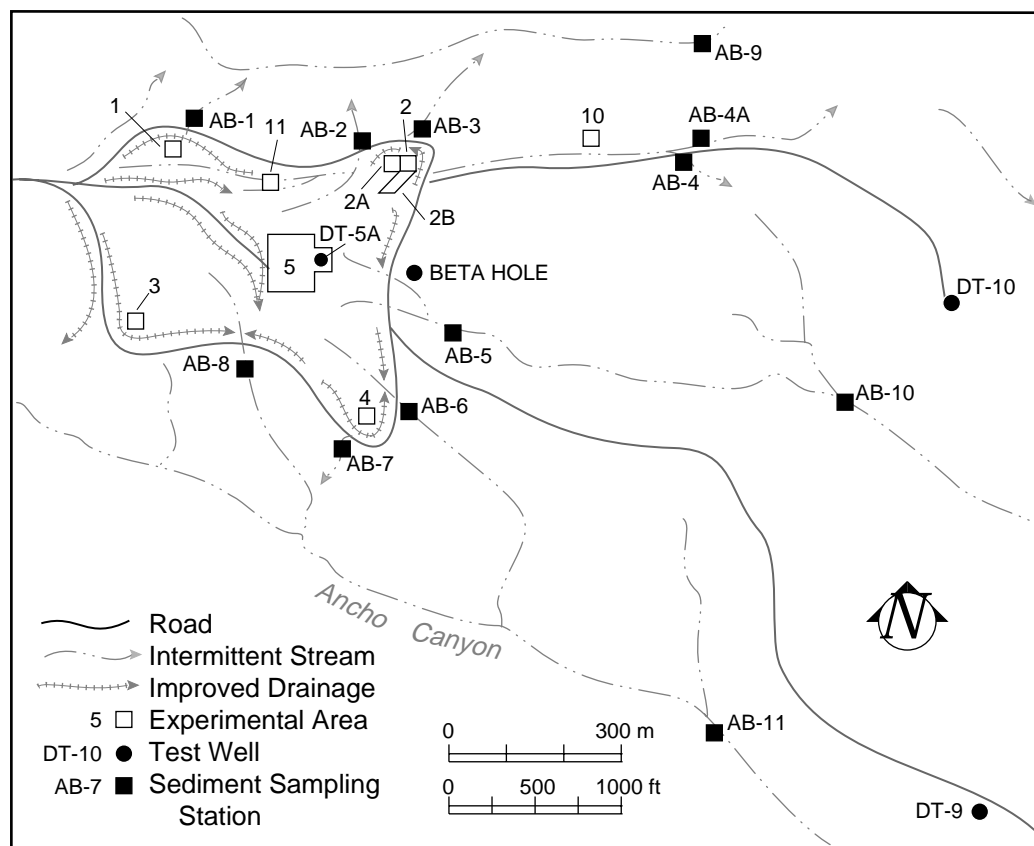 AB-9
1
AB-1
11
AB-2
2
AB-3
10
AB-4A
AB-4
2A
2B
DT-5A
5
BETA HOLE
DT-10
3
AB-8
AB-5
AB-10
4
AB-6
AB-7
Ancho Canyon
N
Road
Intermittent Stream
Improved Drainage
5 Experimental Area
DT-10 Test Well
AB-7 Sediment Sampling
Station
0 300 m
0 500 1000 ft
AB-11
DT-9